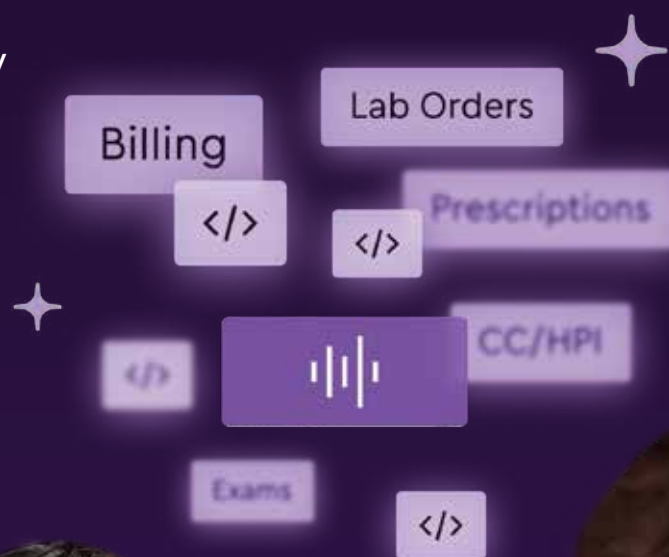 Lab Orders
Billing
Prescriptions
</>
</>
CC/HPI
</>
Exams
</>